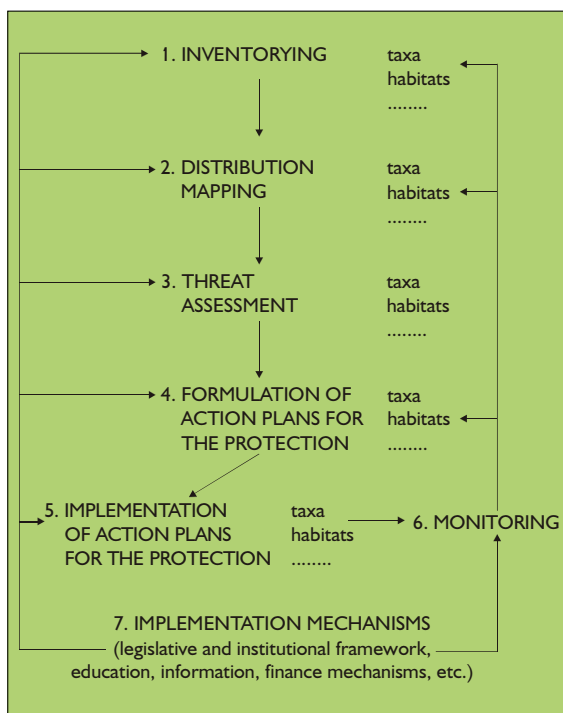 1. INVENTORYING
taxa
habitats
........
2. DISTRIBUTION
MAPPING
taxa
habitats
........
3. THREAT
ASSESSMENT
taxa
habitats
........
4. FORMULATION OF
ACTION PLANS FOR
THE PROTECTION
taxa
habitats
........
5. IMPLEMENTATION
OF ACTION PLANS
FOR THE PROTECTION
taxa
habitats
........
6. MONITORING
7. IMPLEMENTATION MECHANISMS
(legislative and institutional framework,
education, information, finance mechanisms, etc.)